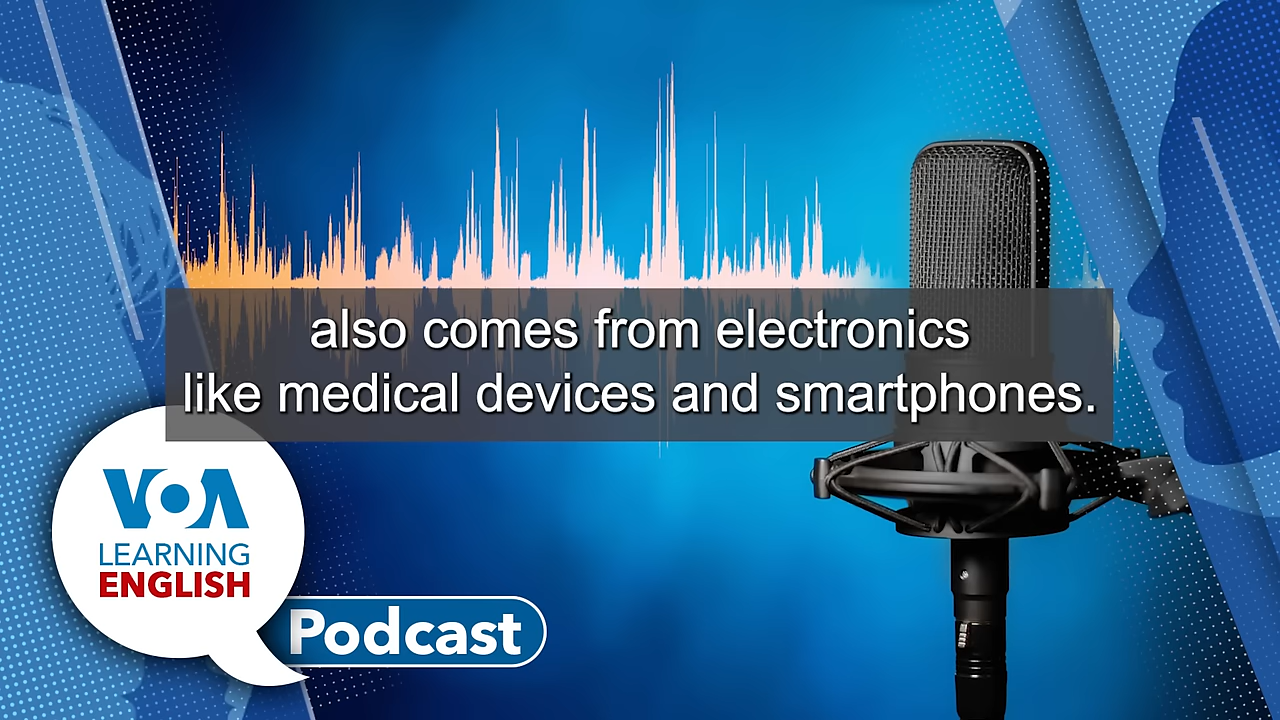 also comes from electronics
like medical devices and smartphones.
VOA
LEARNING
ENGLISH
Podcast